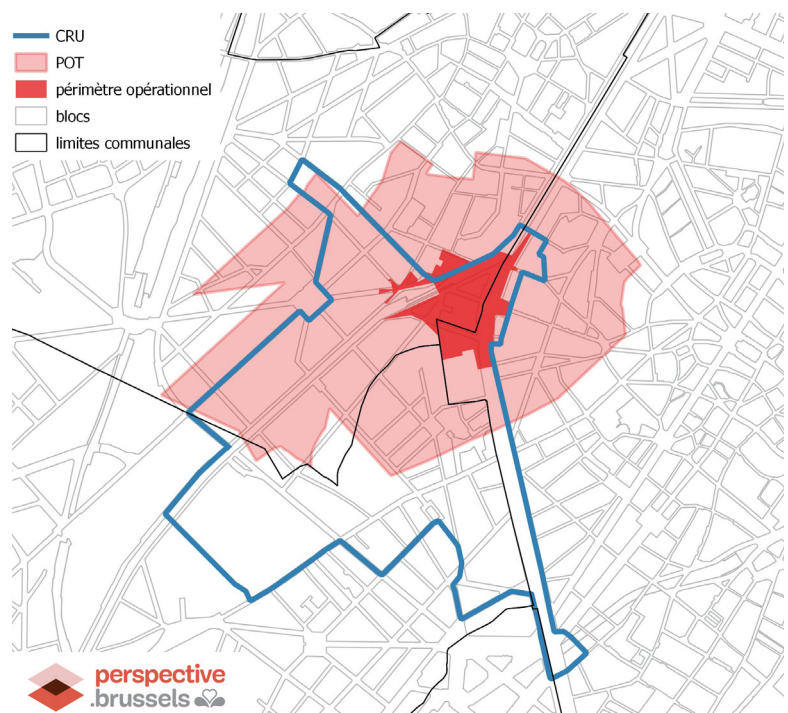 CRU
POT
périmètre opérationnel
blocs
limites communales
perspective
.brussels